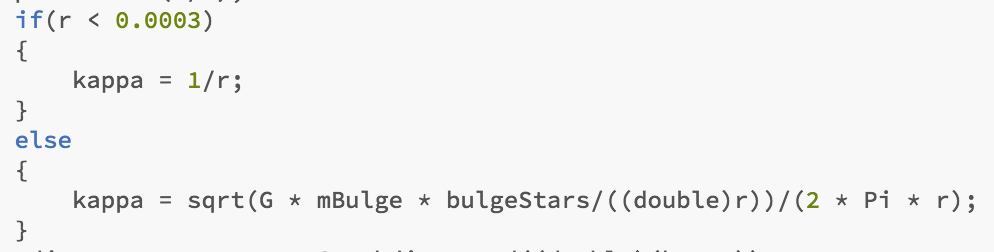 if(r < 0.0003)
{
    kappa = 1/r;
}
else
{
    kappa = sqrt(G * mBulge * bulgeStars/((double)r))/(2 * Pi * r);
}